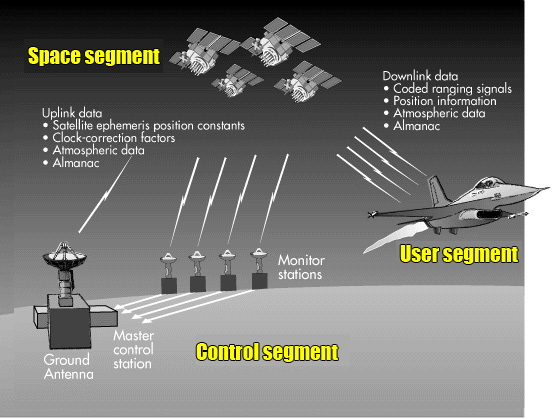 Space segment
Downlink data
• Coded ranging signals
• Position information
• Atmospheric data
• Almanac
Uplink data
• Satellite ephemeris position constants
• Clock-correction factors
• Atmospheric data
• Almanac
User segment
Monitor
stations
Master
control
station
Control segment
Ground
Antenna